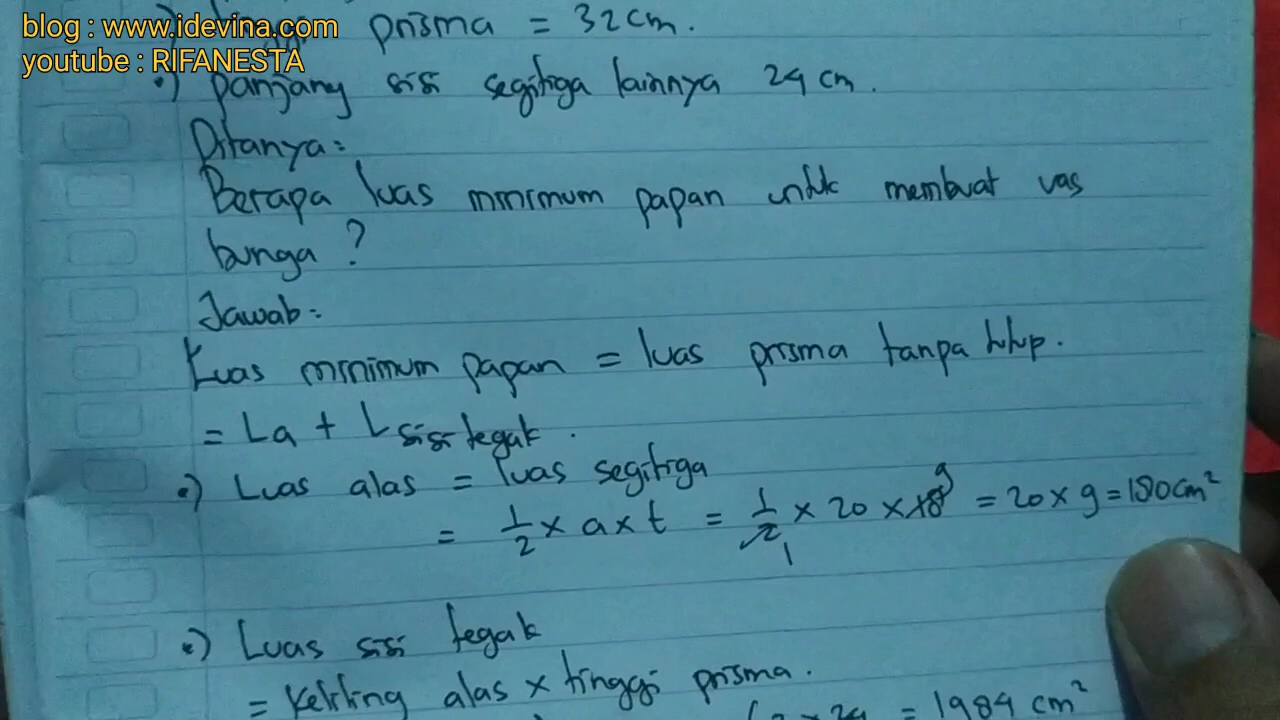 blog : www.idevina.com
youtube : RIFANESTA
prisma = 32 cm.
•) panjang sisi segitiga lainnya 24 cm.
Ditanya:
Berapa luas minimum papan untuk membuat vas
bunga ?
Jawab:
Luas minimum papan = luas prisma tanpa tutup.
= La + L sisi tegak.
•) Luas alas = luas segitiga
= 1/2 × a × t = 1/2 × 20 × 18 = 20 × 9 = 180 cm²
1
9
•) Luas sisi tegak
= keliling alas × tinggi prisma.
= 1984 cm²